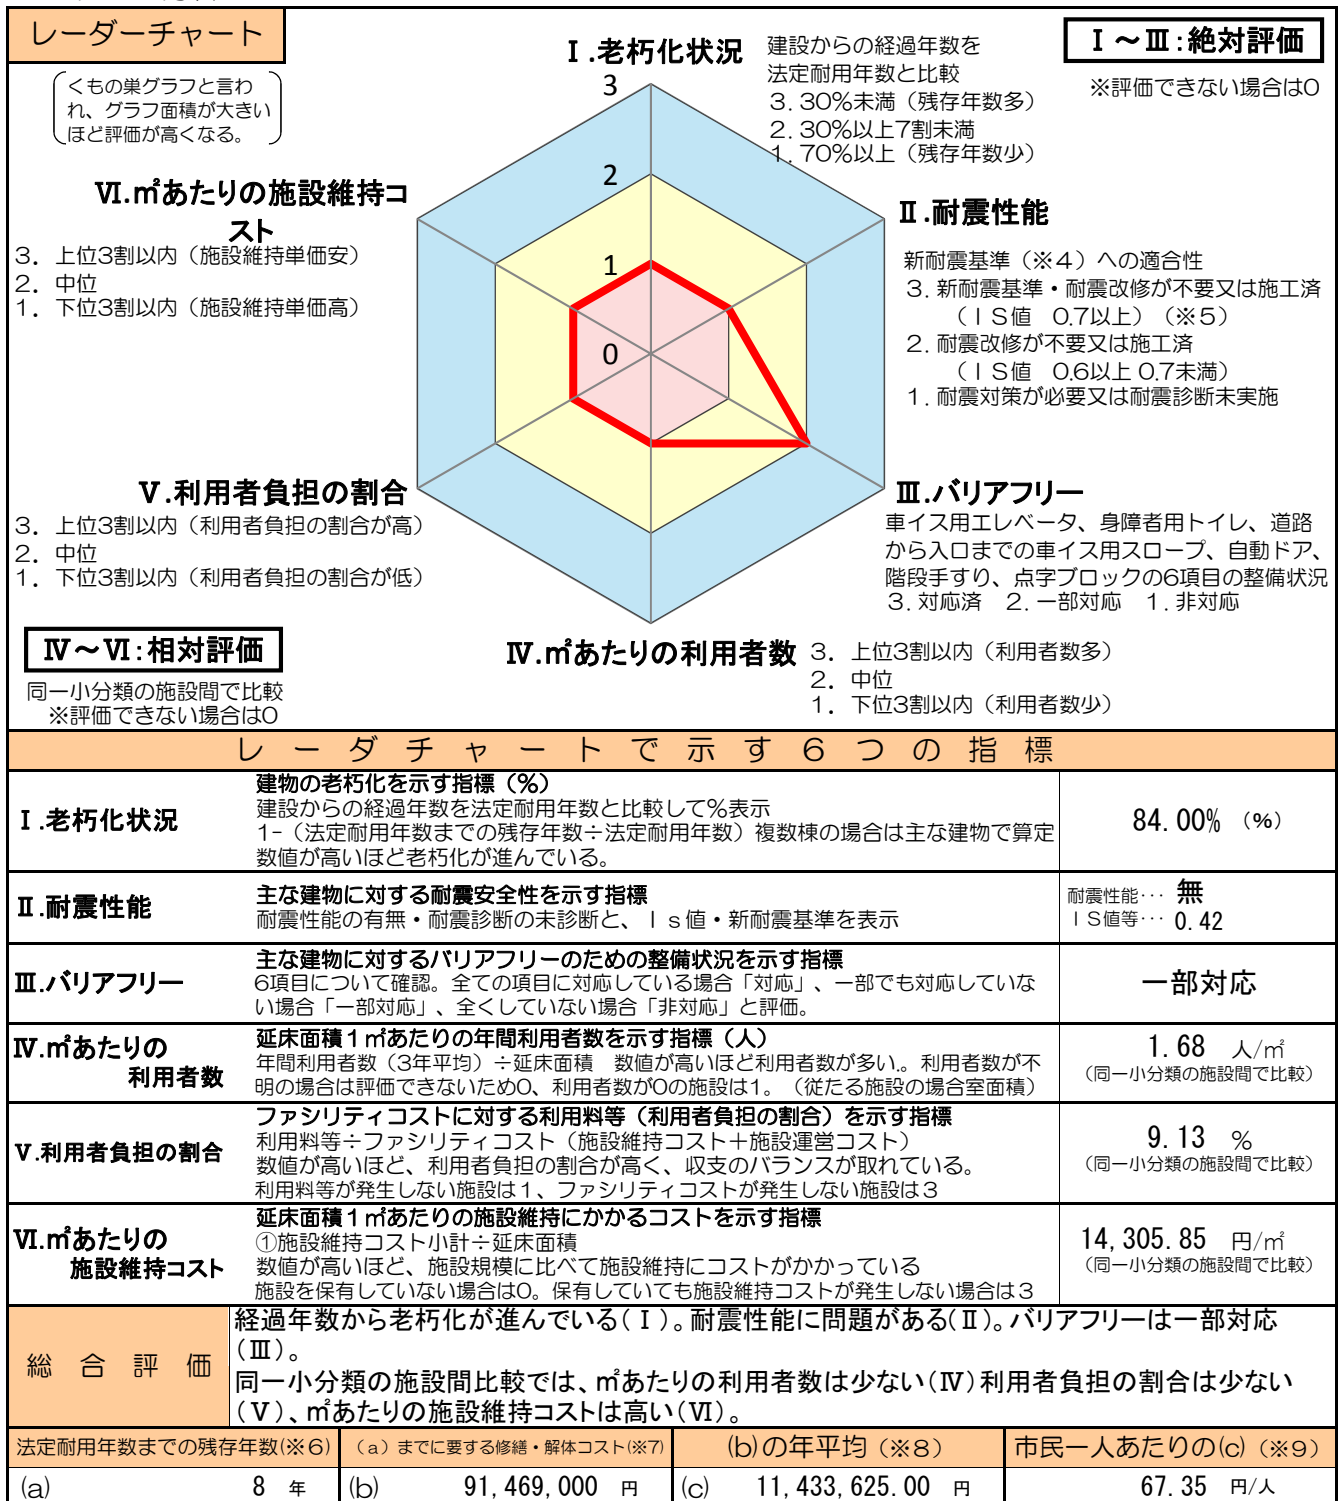 レーダーチャート
くもの巣グラフと言わ
れ、グラフ面積が大きい
ほど評価が高くなる。
Ⅰ.老朽化状況
建設からの経過年数を
法定耐用年数と比較
3. 30%未満（残存年数多）
2. 30%以上7割未満
1. 70%以上（残存年数少）
Ⅰ～Ⅲ：絶対評価
※評価できない場合は0
3
2
1
0
Ⅵ.㎡あたりの施設維持コ
スト
3. 上位3割以内（施設維持単価安）
2. 中位
1. 下位3割以内（施設維持単価高）
Ⅱ.耐震性能
新耐震基準（※4）への適合性
3. 新耐震基準・耐震改修が不要又は施工済
（ＩＳ値　0.7以上）（※5）
2. 耐震改修が不要又は施工済
（ＩＳ値　0.6以上 0.7未満）
1. 耐震対策が必要又は耐震診断未実施
Ⅴ.利用者負担の割合
3. 上位3割以内（利用者負担の割合が高）
2. 中位
1. 下位3割以内（利用者負担の割合が低）
Ⅲ.バリアフリー
車イス用エレベータ、身障者用トイレ、道路
から入口までの車イス用スロープ、自動ドア、
階段手すり、点字ブロックの6項目の整備状況
3. 対応済　2. 一部対応　1. 非対応
Ⅳ～Ⅵ：相対評価
同一小分類の施設間で比較
※評価できない場合は0
Ⅳ.㎡あたりの利用者数
3. 上位3割以内（利用者数多）
2. 中位
1. 下位3割以内（利用者数少）
レーダチャートで示す６つの指標
Ⅰ.老朽化状況
建物の老朽化を示す指標（%）
建設からの経過年数を法定耐用年数と比較して%表示
1-（法定耐用年数までの残存年数÷法定耐用年数）複数棟の場合は主な建物で算定
数値が高いほど老朽化が進んでいる。
84.00% （%）
Ⅱ.耐震性能
主な建物に対する耐震安全性を示す指標
耐震性能の有無・耐震診断の未診断と、Ｉｓ値・新耐震基準を表示
耐震性能… 無
ＩＳ値等… 0.42
Ⅲ.バリアフリー
主な建物に対するバリアフリーのための整備状況を示す指標
6項目について確認。全ての項目に対応している場合「対応」、一部でも対応していな
い場合「一部対応」、全くしていない場合「非対応」と評価。
一部対応
Ⅳ.㎡あたりの
利用者数
延床面積１㎡あたりの年間利用者数を示す指標（人）
年間利用者数（3年平均）÷延床面積　数値が高いほど利用者数が多い。利用者数が不
明の場合は評価できないため0、利用者数が0の施設は1。（従たる施設の場合室面積）
1.68 人/㎡
（同一小分類の施設間で比較）
Ⅴ.利用者負担の割合
ファシリティコストに対する利用料等（利用者負担の割合）を示す指標
利用料等÷ファシリティコスト（施設維持コスト＋施設運営コスト）
数値が高いほど、利用者負担の割合が高く、収支のバランスが取れている。
利用料等が発生しない施設は１、ファシリティコストが発生しない施設は３
9.13 %
（同一小分類の施設間で比較）
Ⅵ.㎡あたりの
施設維持コスト
延床面積１㎡あたりの施設維持にかかるコストを示す指標
①施設維持コスト小計÷延床面積
数値が高いほど、施設規模に比べて施設維持にコストがかかっている
施設を保有していない場合は0。保有していても施設維持コストが発生しない場合は３
14,305.85 円/㎡
（同一小分類の施設間で比較）
総合評価
経過年数から老朽化が進んでいる(Ⅰ)。耐震性能に問題がある(Ⅱ)。バリアフリーは一部対応
(Ⅲ)。
同一小分類の施設間比較では、㎡あたりの利用者数は少ない(Ⅳ)利用者負担の割合は少ない
(Ⅴ)、㎡あたりの施設維持コストは高い(Ⅵ)。
法定耐用年数までの残存年数(※6)
（a）までに要する修繕・解体コスト(※7)
(b)の年平均（※8）
市民一人あたりの(c)（※9）
(a) 8 年
(b) 91,469,000 円
(c) 11,433,625.00 円
67.35 円/人